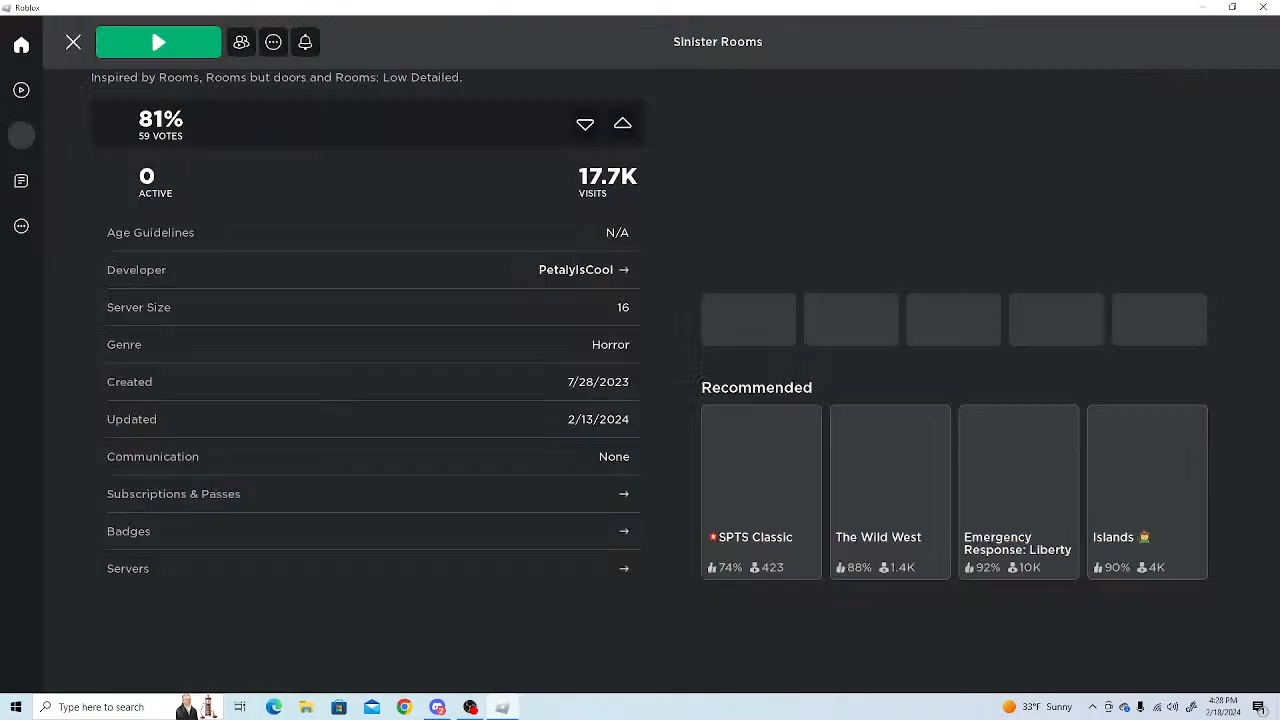 Roblox
Sinister Rooms
Inspired by Rooms, Rooms but doors and Rooms: Low Detailed.
81%
59 VOTES
0
ACTIVE
17.7K
VISITS
Age Guidelines N/A
Developer PetalyIsCool →
Server Size 16
Genre Horror
Created 7/28/2023
Updated 2/13/2024
Communication None
Subscriptions & Passes →
Badges →
Servers →
Recommended
SPTS Classic
74% 423
The Wild West
88% 1.4K
Emergency
Response: Liberty
92% 10K
Islands
90% 4K
Type here to search
33°F Sunny
4:28 PM
2/18/2024